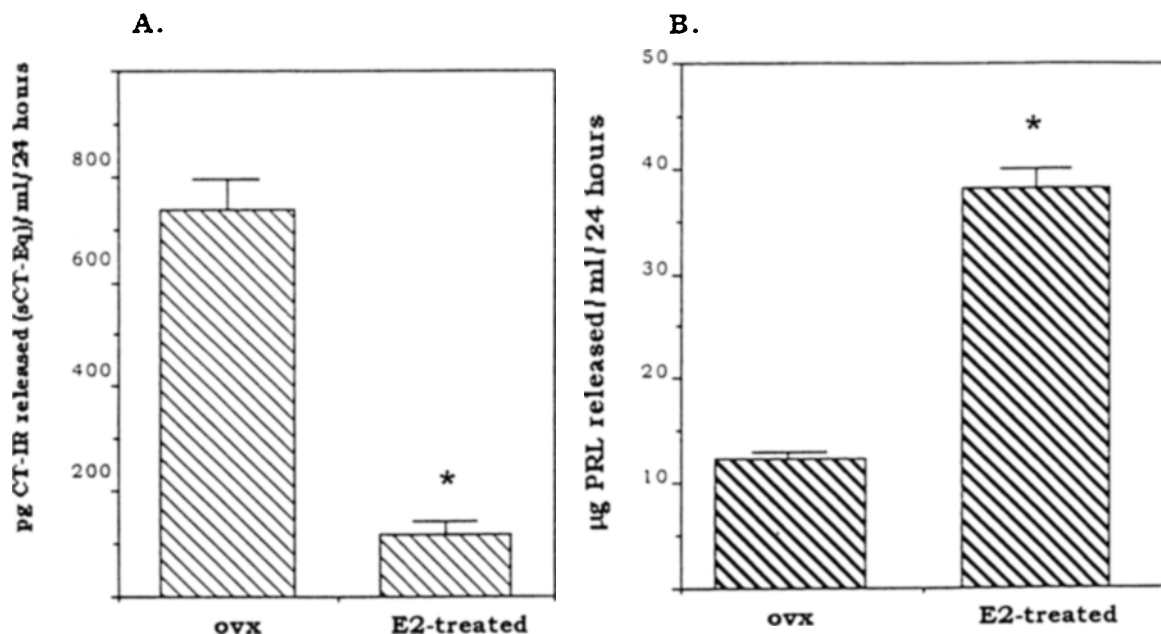 A.
pg CT-IR released (sCT-Eq)/ml/24 hours
800
600
400
200
*
ovx
E2-treated
B.
µg PRL released/ml/24 hours
50
40
30
20
10
0
*
ovx
E2-treated